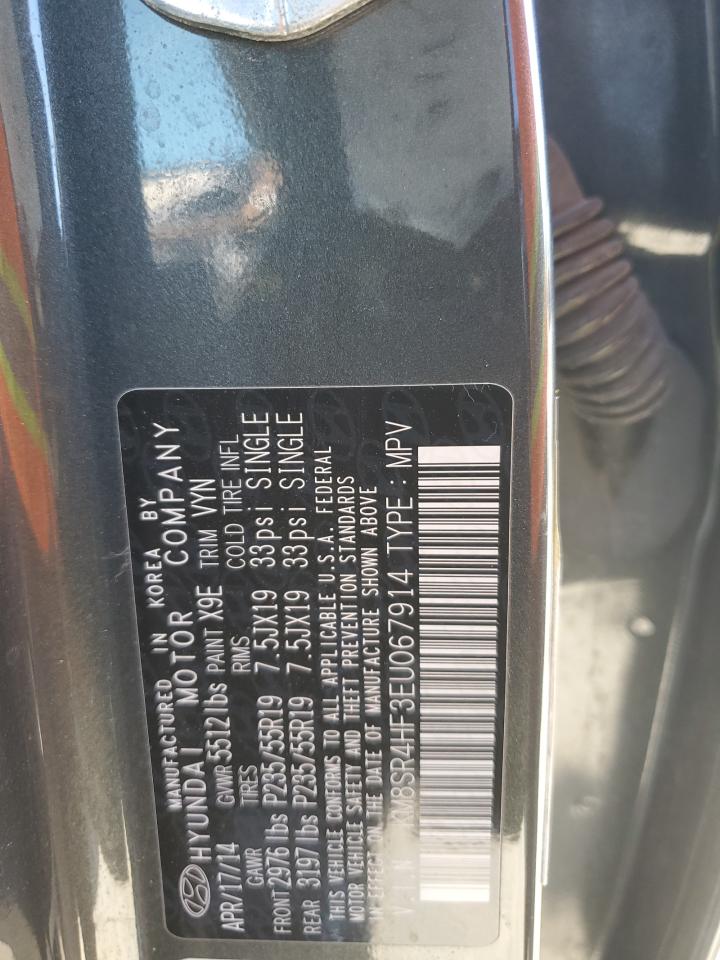 MANUFACTURED IN KOREA BY
HYUNDAI MOTOR COMPANY
APR/17/14 GVWR 5512 lbs PAINT X9E TRIM VYN
GAWR TIRES RIMS COLD TIRE INFL
FRONT 2976 lbs P235/55R19 7.5JX19 33psi SINGLE
REAR 3197 lbs P235/55R19 7.5JX19 33psi SINGLE
THIS VEHICLE CONFORMS TO ALL APPLICABLE U.S.A. FEDERAL
MOTOR VEHICLE SAFETY AND THEFT PREVENTION STANDARDS
IN EFFECT ON THE DATE OF MANUFACTURE SHOWN ABOVE
V.I.N : KM8SR4HF3EU067914 TYPE : MPV